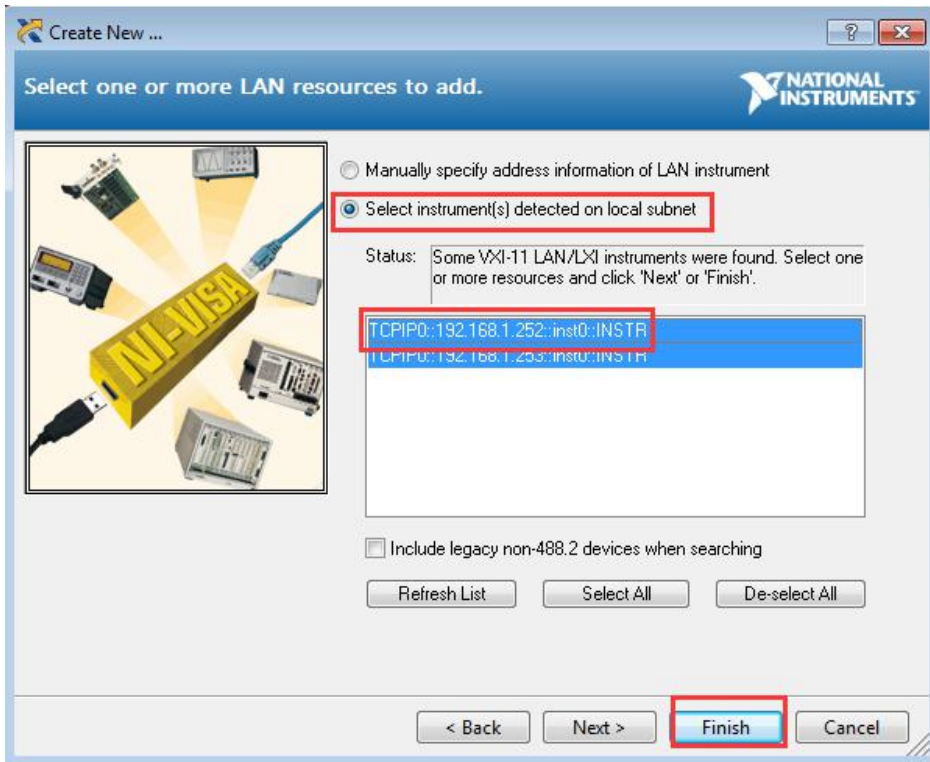 Create New ...
Select one or more LAN resources to add.
NATIONAL
INSTRUMENTS
Manually specify address information of LAN instrument
Select instrument(s) detected on local subnet
Status:
Some VXI-11 LAN/LXI instruments were found. Select one
or more resources and click 'Next' or 'Finish'.
NI-VISA
TCPIP0::192.168.1.252::inst0::INSTR
TCPIP0::192.168.1.253::inst0::INSTR
Include legacy non-488.2 devices when searching
Refresh List
Select All
De-select All
< Back
Next >
Finish
Cancel